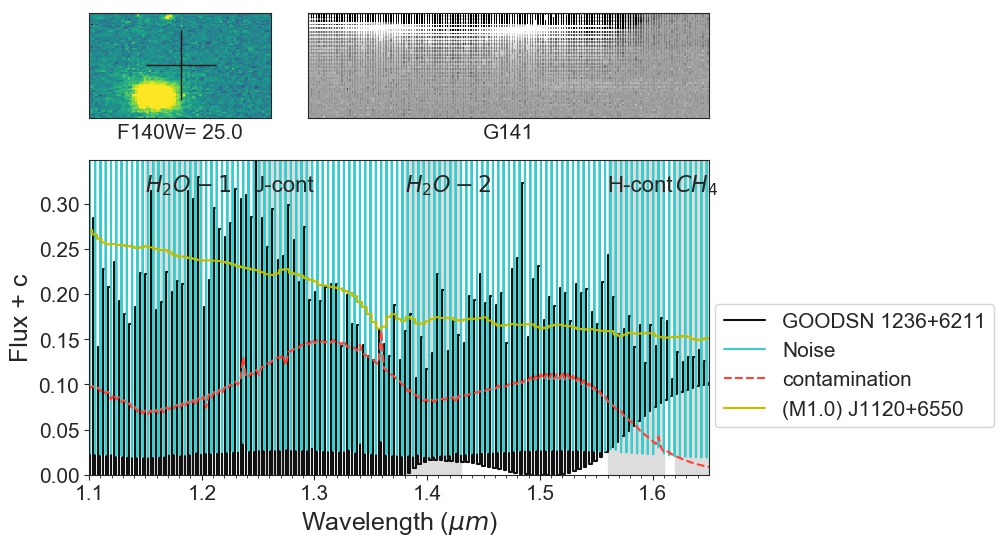 F140W= 25.0
G141
H₂O − 1
J-cont
H₂O − 2
H-cont
CH₄
0.30
0.25
0.20
0.15
0.10
0.05
0.00
Flux + c
1.1
1.2
1.3
1.4
1.5
1.6
Wavelength (μm)
GOODSN 1236+6211
Noise
contamination
(M1.0) J1120+6550